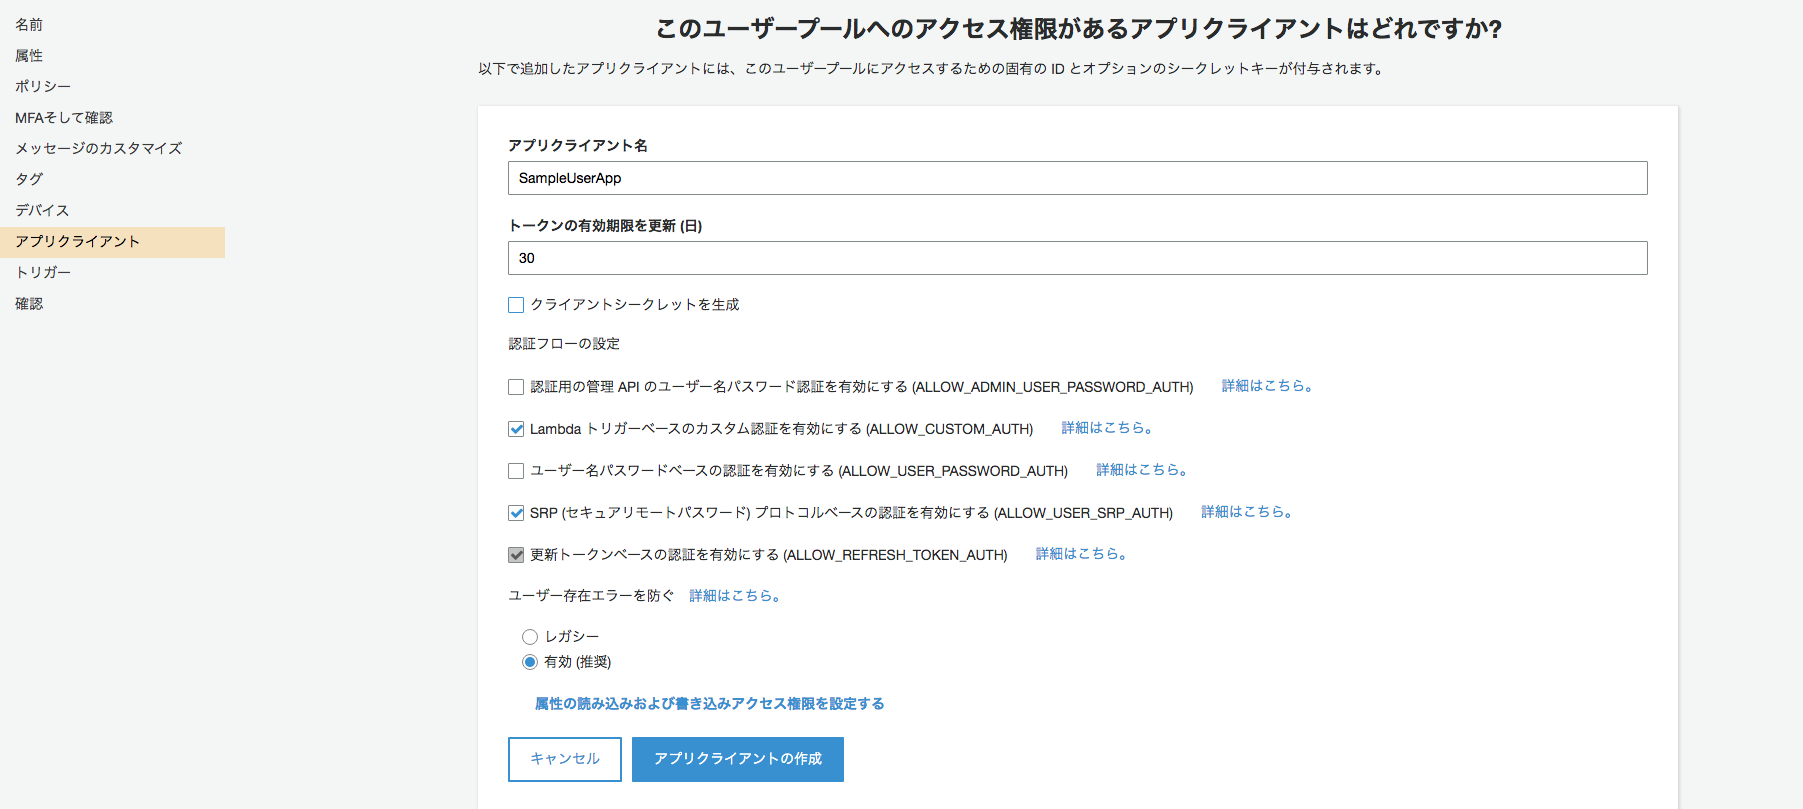 名前
属性
ポリシー
MFAそして確認
メッセージのカスタマイズ
タグ
デバイス
アプリクライアント
トリガー
確認
このユーザープールへのアクセス権限があるアプリクライアントはどれですか?
以下で追加したアプリクライアントには、このユーザープールにアクセスするための固有の ID とオプションのシークレットキーが付与されます。
アプリクライアント名
SampleUserApp
トークンの有効期限を更新 (日)
30
クライアントシークレットを生成
認証フローの設定
認証用の管理 API のユーザー名パスワード認証を有効にする (ALLOW_ADMIN_USER_PASSWORD_AUTH) 詳細はこちら。
Lambda トリガーベースのカスタム認証を有効にする (ALLOW_CUSTOM_AUTH) 詳細はこちら。
ユーザー名パスワードベースの認証を有効にする (ALLOW_USER_PASSWORD_AUTH) 詳細はこちら。
SRP (セキュアリモートパスワード) プロトコルベースの認証を有効にする (ALLOW_USER_SRP_AUTH) 詳細はこちら。
更新トークンベースの認証を有効にする (ALLOW_REFRESH_TOKEN_AUTH) 詳細はこちら。
ユーザー存在エラーを防ぐ 詳細はこちら。
レガシー
有効 (推奨)
属性の読み込みおよび書き込みアクセス権限を設定する
キャンセル アプリクライアントの作成